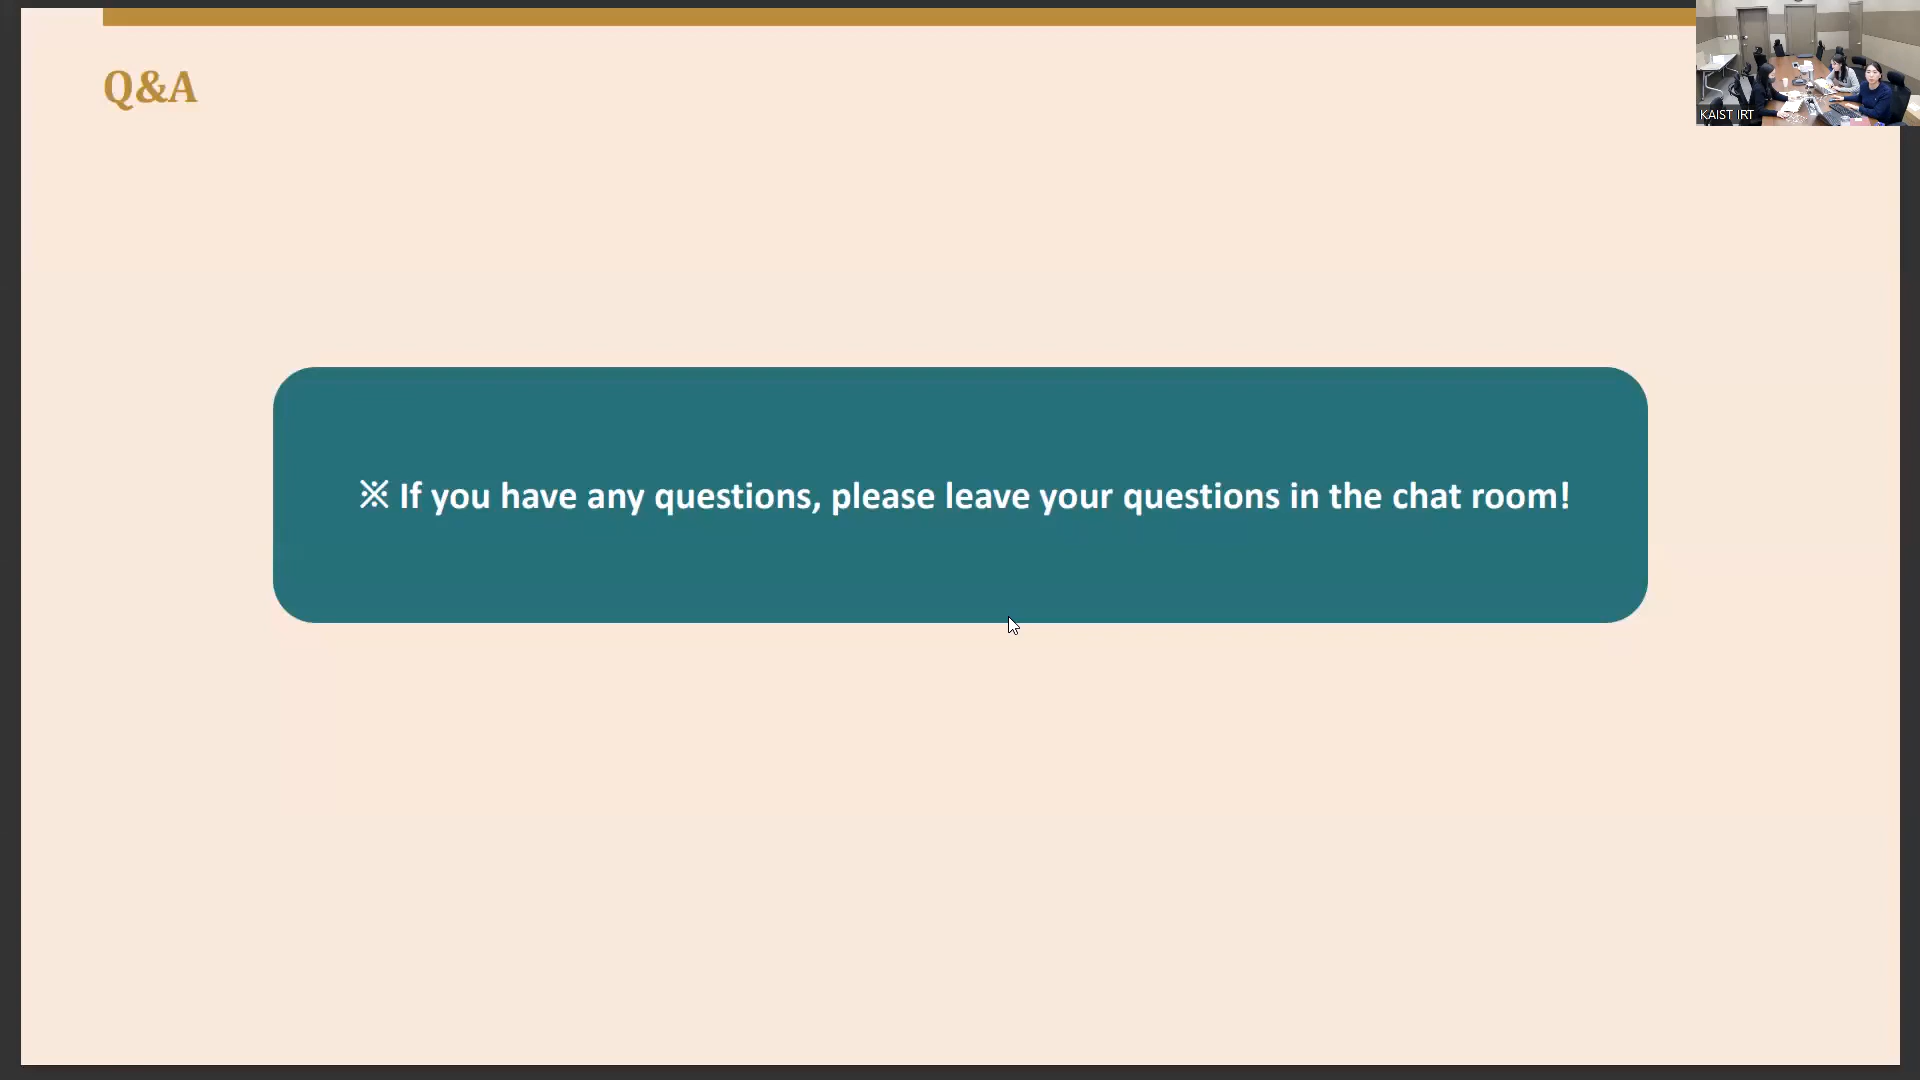 Q&A
KAIST IRT
※ If you have any questions, please leave your questions in the chat room!